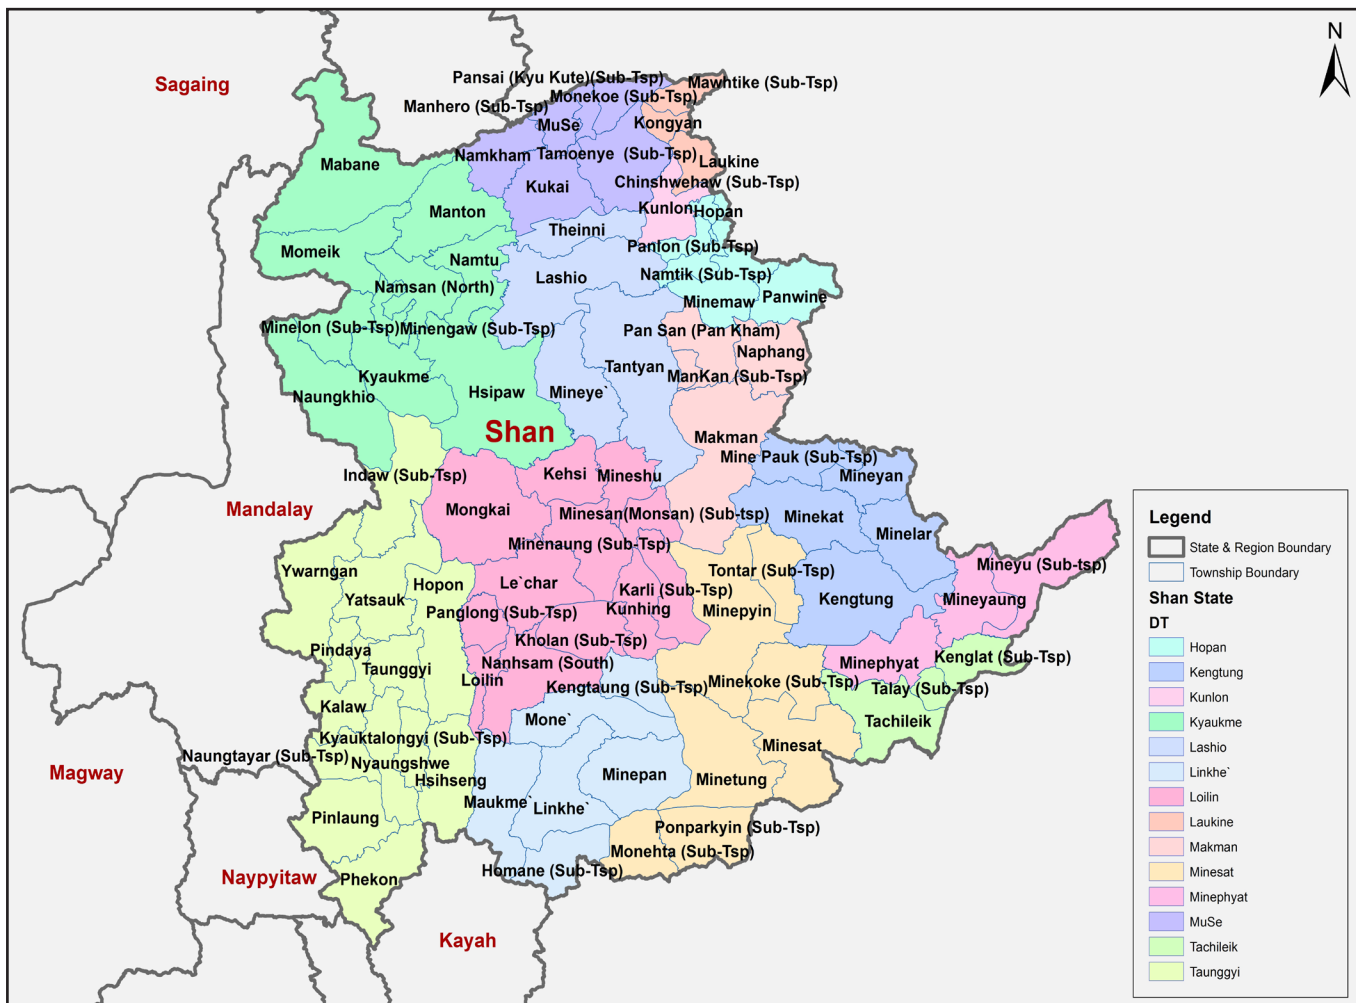 N
Sagaing
Pansai (Kyu Kute)(Sub-Tsp)
Mawhtike (Sub-Tsp)
Manhero (Sub-Tsp)
Monekoe (Sub-Tsp)
MuSe
Kongyan
Mabane
Namkham
Tamoenye (Sub-Tsp)
Laukine
Kukai
Chinshwehaw (Sub-Tsp)
Manton
Kunlon
Hopan
Theinni
Momeik
Panlon (Sub-Tsp)
Namtu
Lashio
Namtik (Sub-Tsp)
Namsan (North)
Minemaw
Panwine
Minelon (Sub-Tsp)
Minengaw (Sub-Tsp)
Pan San (Pan Kham)
Naphang
Tantyan
Kyaukme
ManKan (Sub-Tsp)
Naungkhio
Hsipaw
Mineye`
Shan
Makman
Mine Pauk (Sub-Tsp)
Indaw (Sub-Tsp)
Kehsi
Mineshu
Mineyan
Mandalay
Mongkai
Minesan(Monsan) (Sub-tsp)
Minekat
Minelar
Minenaung (Sub-Tsp)
Ywarngan
Hopon
Le`char
Tontar (Sub-Tsp)
Mineyu (Sub-tsp)
Yatsauk
Karli (Sub-Tsp)
Kengtung
Mineyaung
Panglong (Sub-Tsp)
Kunhing
Minepyin
Pindaya
Kholan (Sub-Tsp)
Taunggyi
Nanhsam (South)
Minephyat
Kenglat (Sub-Tsp)
Loilin
Kengtaung (Sub-Tsp)
Minekoke (Sub-Tsp)
Talay (Sub-Tsp)
Kalaw
Mone`
Tachileik
Kyauktalongyi (Sub-Tsp)
Naungtayar (Sub-Tsp)
Nyaungshwe
Minesat
Magway
Hsihseng
Minepan
Minetung
Maukme`
Linkhe`
Pinlaung
Ponparkyin (Sub-Tsp)
Monehta (Sub-Tsp)
Homane (Sub-Tsp)
Naypyitaw
Phekon
Kayah
Legend
State & Region Boundary
Township Boundary
Shan State
DT
Hopan
Kengtung
Kunlon
Kyaukme
Lashio
Linkhe`
Loilin
Laukine
Makman
Minesat
Minephyat
MuSe
Tachileik
Taunggyi